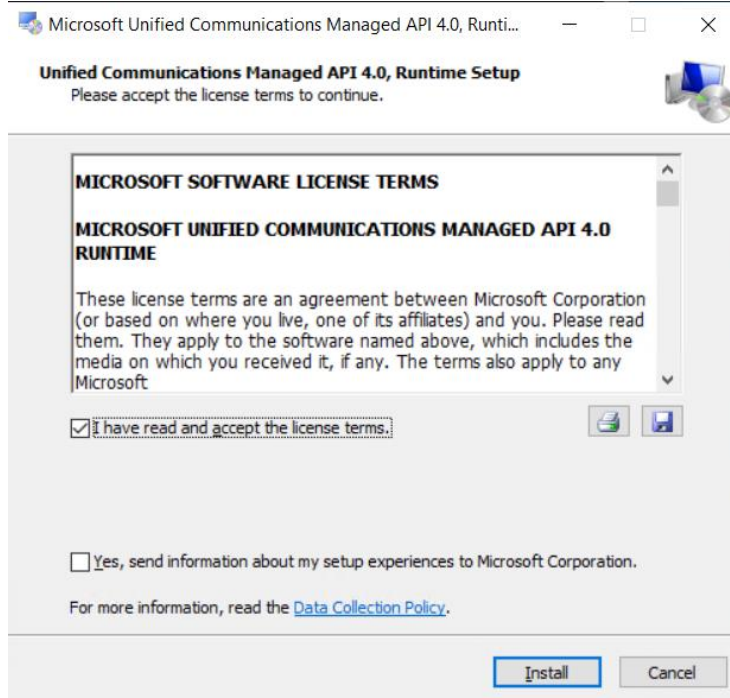 Microsoft Unified Communications Managed API 4.0, Runti...
Unified Communications Managed API 4.0, Runtime Setup
Please accept the license terms to continue.
MICROSOFT SOFTWARE LICENSE TERMS
MICROSOFT UNIFIED COMMUNICATIONS MANAGED API 4.0
RUNTIME
These license terms are an agreement between Microsoft Corporation
(or based on where you live, one of its affiliates) and you. Please read
them. They apply to the software named above, which includes the
media on which you received it, if any. The terms also apply to any
Microsoft
I have read and accept the license terms.
Yes, send information about my setup experiences to Microsoft Corporation.
For more information, read the Data Collection Policy.
Install
Cancel